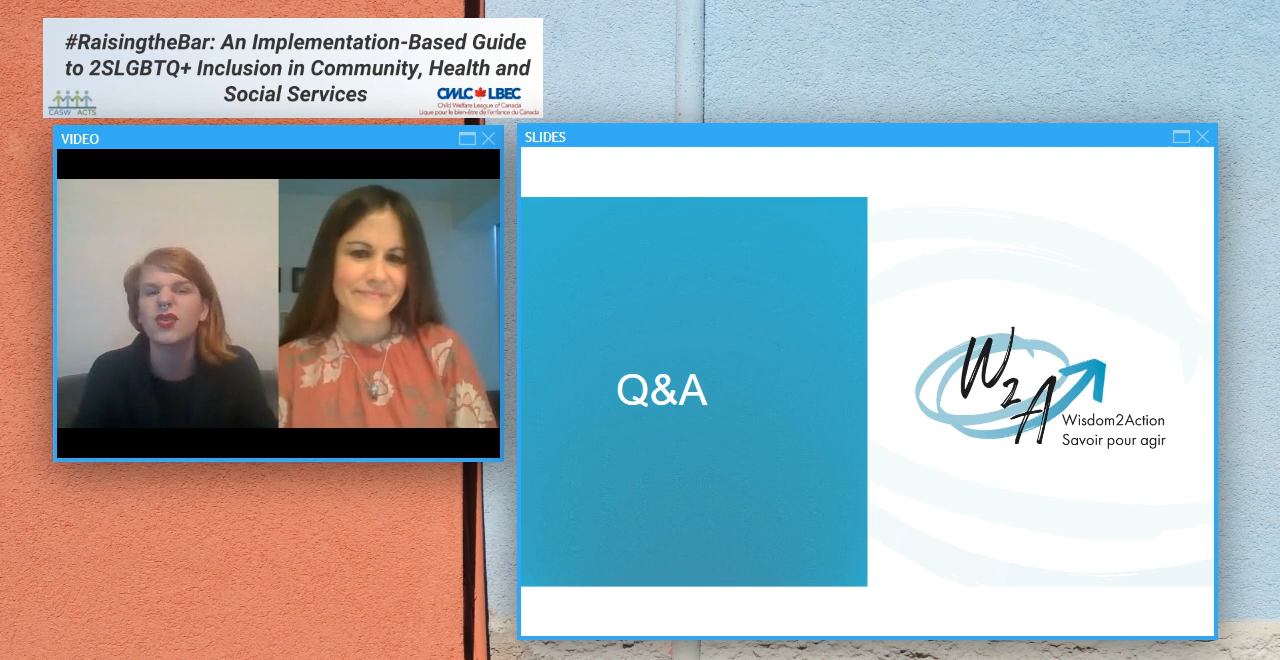 #RaisingtheBar: An Implementation-Based Guide
to 2SLGBTQ+ Inclusion in Community, Health and
Social Services
CASW ACTS
CWLC LBEC
Child Welfare League of Canada
Ligue pour le bien-être de l'enfance du Canada
VIDEO
SLIDES
Q&A
W2A
Wisdom2Action
Savoir pour agir